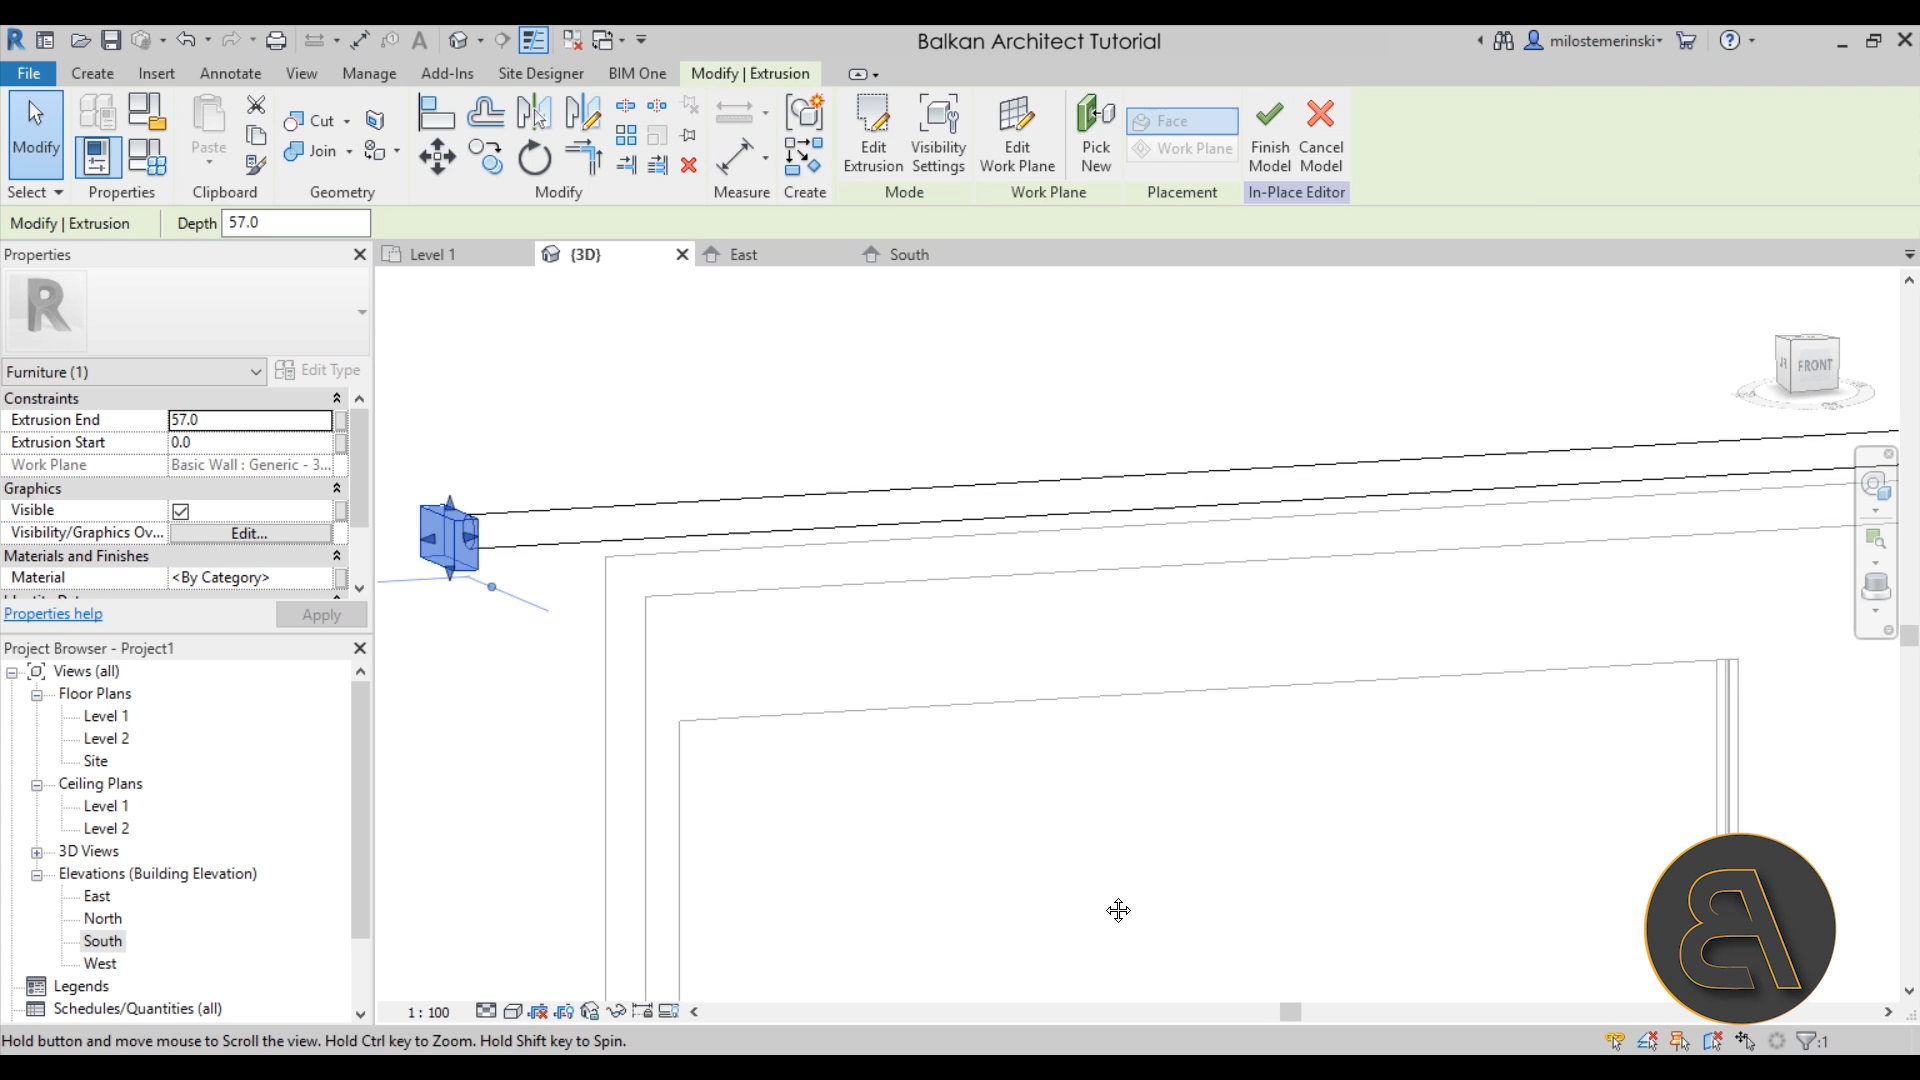 Balkan Architect Tutorial
milostemerinski
File Create Insert Annotate View Manage Add-Ins Site Designer BIM One Modify | Extrusion
Modify
Paste
Cut
Join
Edit Extrusion
Visibility Settings
Edit Work Plane
Pick New
Face
Work Plane
Finish Model
Cancel Model
Select Properties Clipboard Geometry Modify Measure Create Mode Work Plane Placement In-Place Editor
Modify | Extrusion Depth 57.0
Properties
Level 1 {3D} East South
R
Furniture (1) Edit Type
Constraints
Extrusion End 57.0
Extrusion Start 0.0
Work Plane Basic Wall : Generic - 3...
Graphics
Visible
Visibility/Graphics Ov... Edit...
Materials and Finishes
Material <By Category>
Properties help Apply
FRONT
Project Browser - Project1
Views (all)
Floor Plans
Level 1
Level 2
Site
Ceiling Plans
Level 1
Level 2
3D Views
Elevations (Building Elevation)
East
North
South
West
Legends
Schedules/Quantities (all)
1 : 100
Hold button and move mouse to Scroll the view. Hold Ctrl key to Zoom. Hold Shift key to Spin.
:1